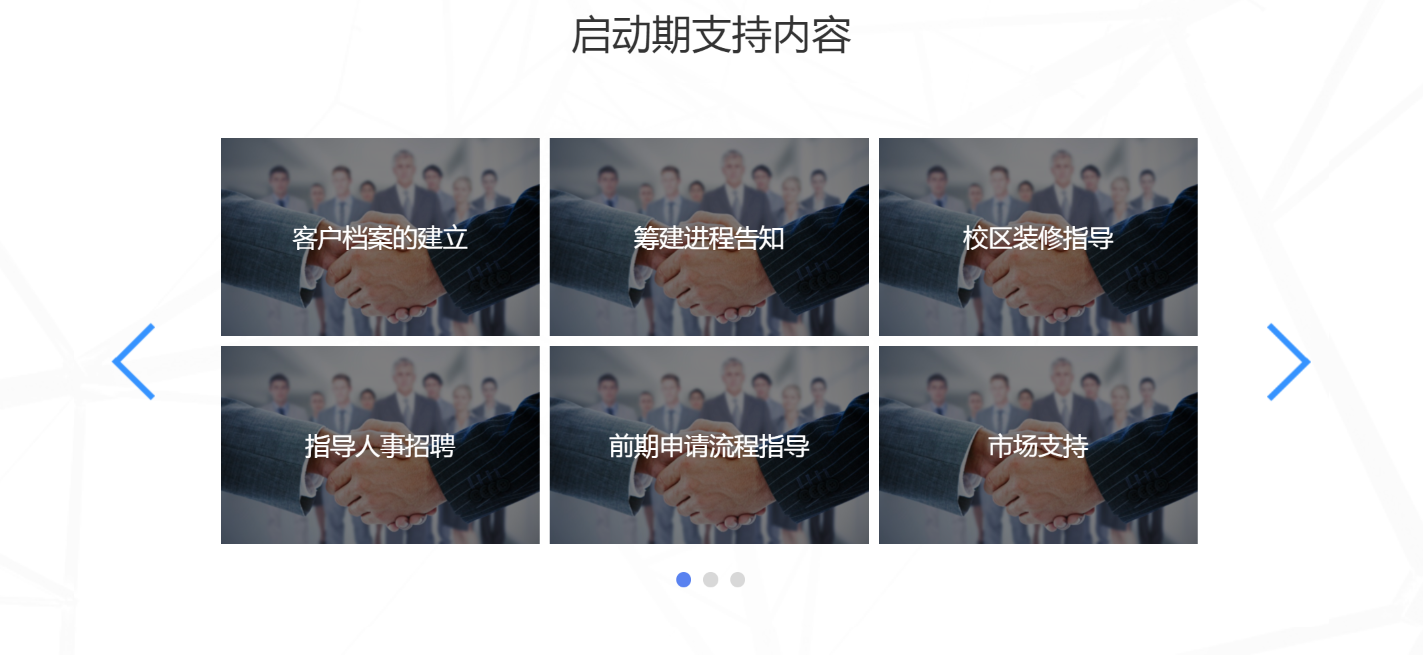 启动期支持内容
客户档案的建立
筹建进程告知
校区装修指导
指导人事招聘
前期申请流程指导
市场支持